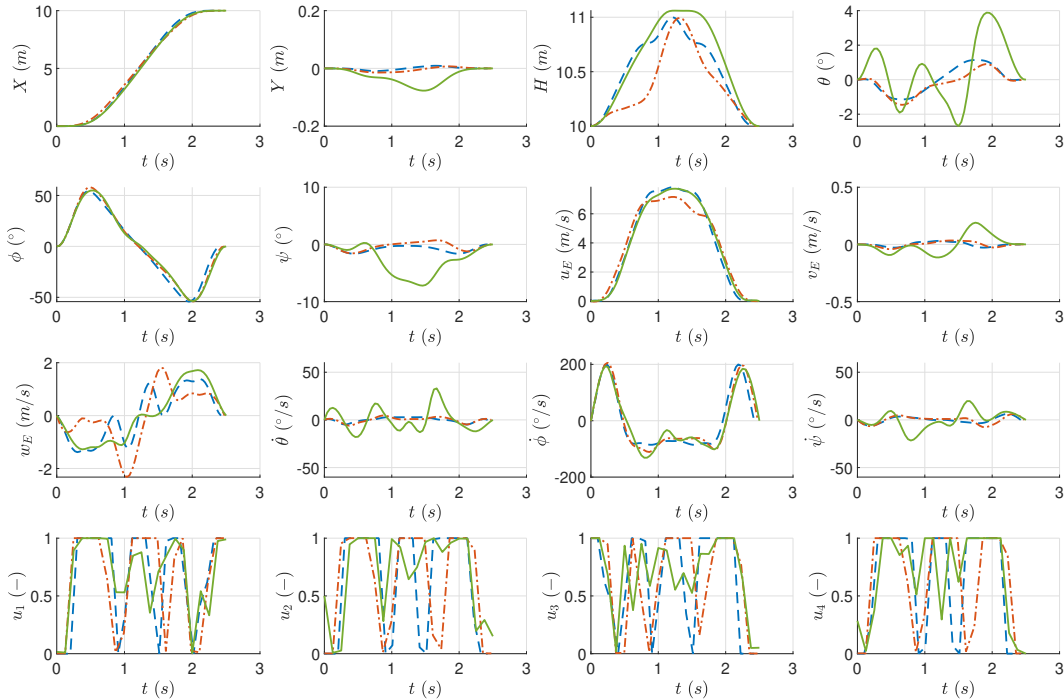 X (m)
10
5
0
0 1 2 3
t (s)
Y (m)
0.2
0
-0.2
0 1 2 3
t (s)
H (m)
11
10.5
10
0 1 2 3
t (s)
θ (°)
4
2
0
-2
0 1 2 3
t (s)
ϕ (°)
50
0
-50
0 1 2 3
t (s)
ψ (°)
10
0
-10
0 1 2 3
t (s)
u_E (m/s)
6
4
2
0
0 1 2 3
t (s)
v_E (m/s)
0.5
0
-0.5
0 1 2 3
t (s)
w_E (m/s)
2
0
-2
0 1 2 3
t (s)
θ̇ (°/s)
50
0
-50
0 1 2 3
t (s)
ϕ̇ (°/s)
200
0
-200
0 1 2 3
t (s)
ψ̇ (°/s)
50
0
-50
0 1 2 3
t (s)
u₁ (−)
1
0.5
0
0 1 2 3
t (s)
u₂ (−)
1
0.5
0
0 1 2 3
t (s)
u₃ (−)
1
0.5
0
0 1 2 3
t (s)
u₄ (−)
1
0.5
0
0 1 2 3
t (s)